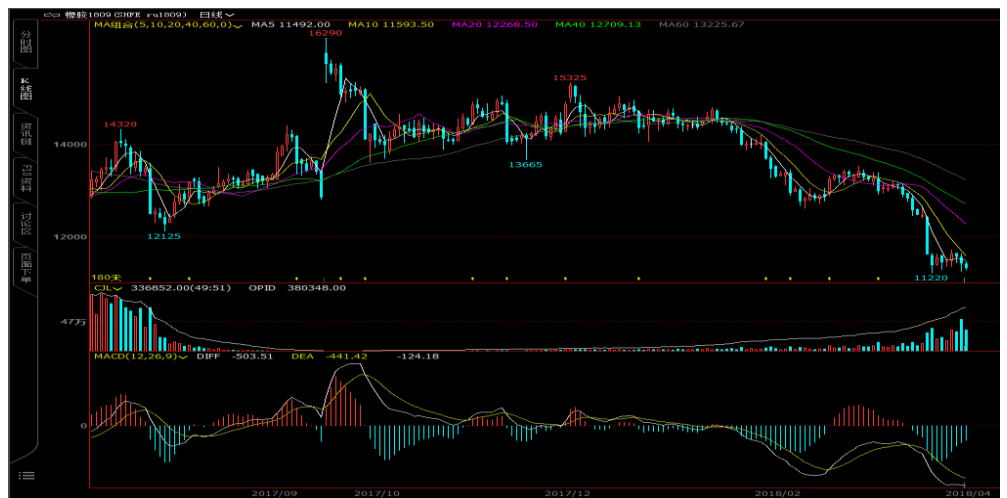 橡胶1809(SHFE ru1809) 日线
MA组合(5,10,20,40,60,0) MA5 11492.00 MA10 11593.50 MA20 12268.50 MA40 12709.13 MA60 13225.67
分时图
K线图
资讯链
F10资料
讨论区
页面下单
16290
15325
14320
14000
13665
12125
12000
11220
180天
CJL 336852.00(49:51) OPID 380348.00
47万
MACD(12,26,9) DIFF -503.51 DEA -441.42 -124.18
0
2017/09 2017/10 2017/12 2018/02 2018/04